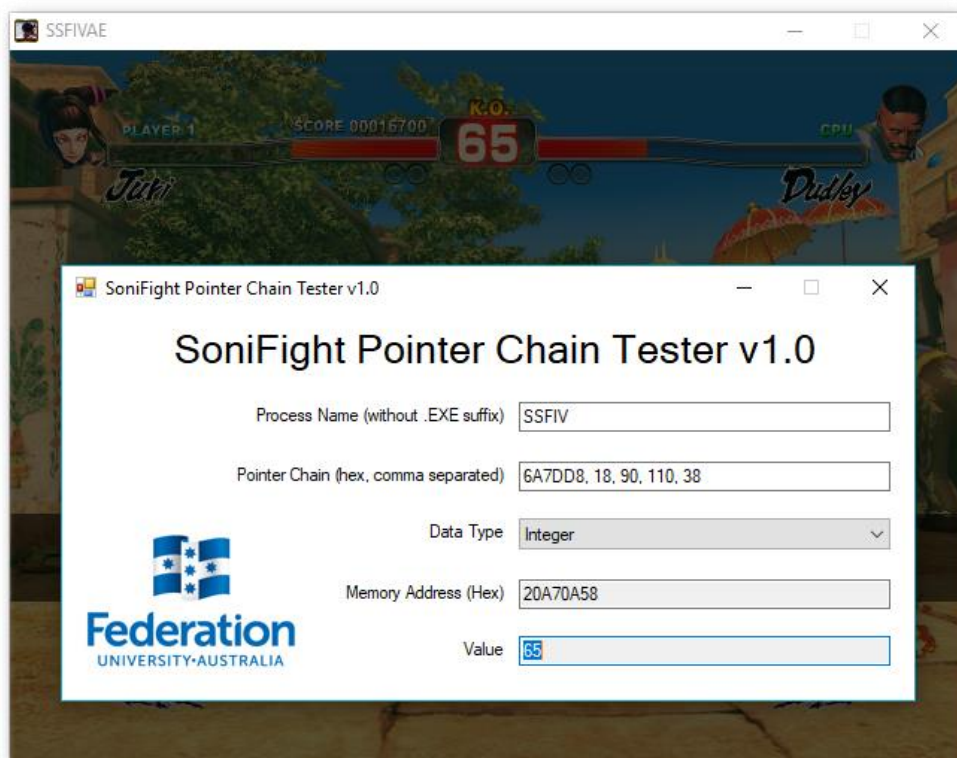 SSFIVAE
K.O.
PLAYER 1 SCORE 00016700 65 CPU
Juri Dudley
SoniFight Pointer Chain Tester v1.0
SoniFight Pointer Chain Tester v1.0
Process Name (without .EXE suffix) SSFIV
Pointer Chain (hex, comma separated) 6A7DD8, 18, 90, 110, 38
Data Type Integer
Memory Address (Hex) 20A70A58
Value 65
Federation
UNIVERSITY•AUSTRALIA